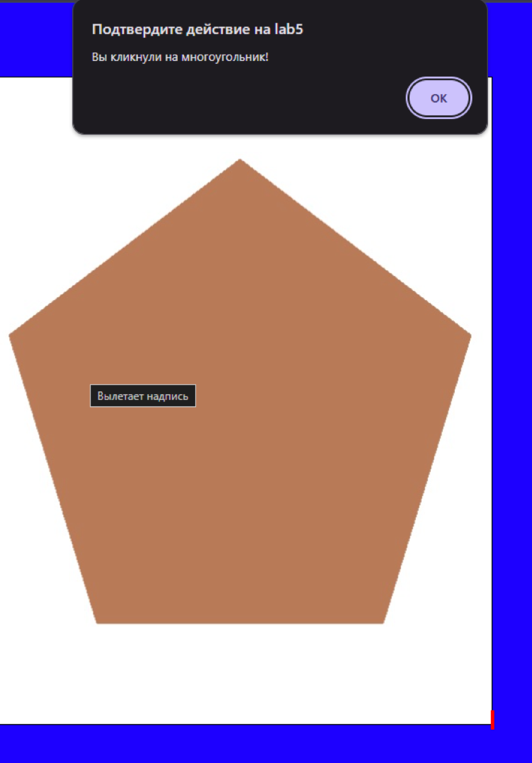 Подтвердите действие на lab5
Вы кликнули на многоугольник!
OK
Вылетает надпись